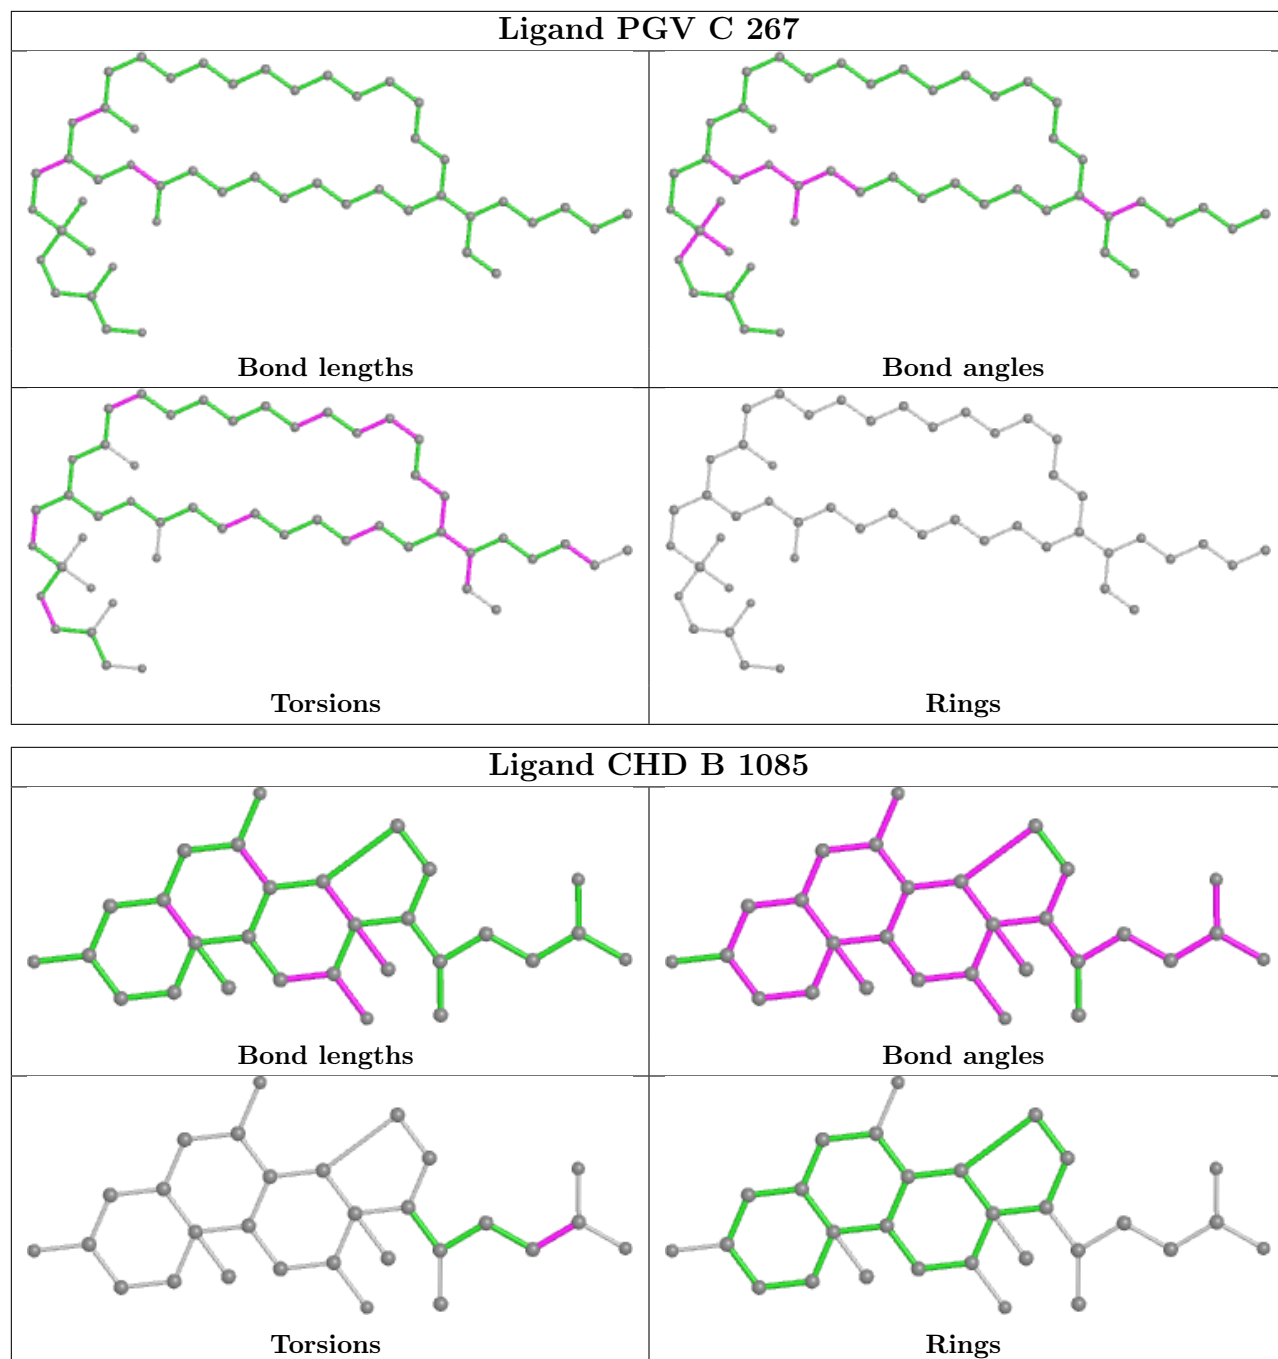 Ligand PGV C 267
Bond lengths
Bond angles
Torsions
Rings
Ligand CHD B 1085
Bond lengths
Bond angles
Torsions
Rings